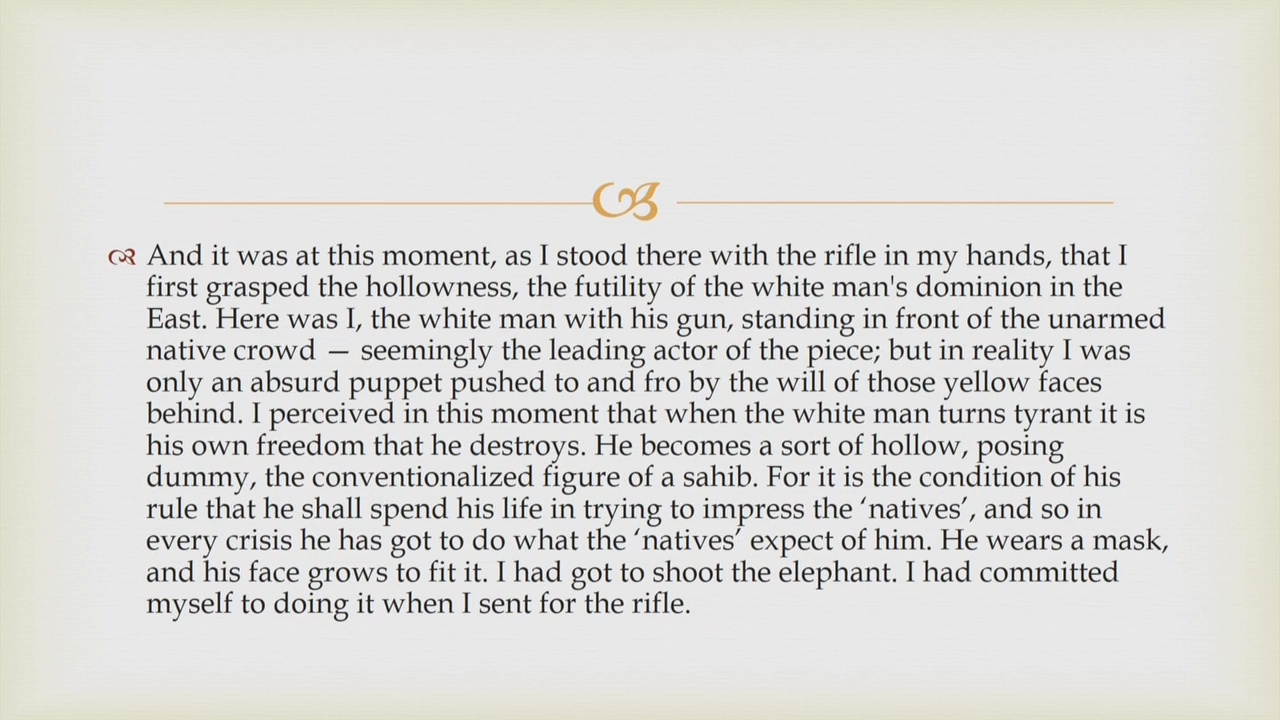 And it was at this moment, as I stood there with the rifle in my hands, that I
first grasped the hollowness, the futility of the white man's dominion in the
East. Here was I, the white man with his gun, standing in front of the unarmed
native crowd — seemingly the leading actor of the piece; but in reality I was
only an absurd puppet pushed to and fro by the will of those yellow faces
behind. I perceived in this moment that when the white man turns tyrant it is
his own freedom that he destroys. He becomes a sort of hollow, posing
dummy, the conventionalized figure of a sahib. For it is the condition of his
rule that he shall spend his life in trying to impress the ‘natives’, and so in
every crisis he has got to do what the ‘natives’ expect of him. He wears a mask,
and his face grows to fit it. I had got to shoot the elephant. I had committed
myself to doing it when I sent for the rifle.